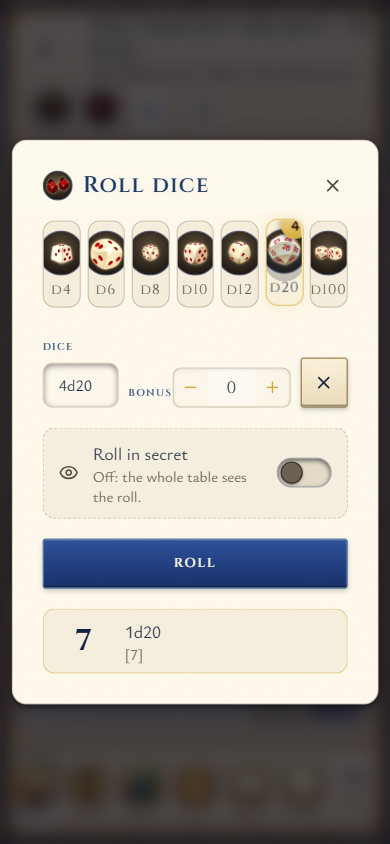 Roll dice
D4
D6
D8
D10
D12
4
D20
D100
DICE
4d20
BONUS
0
Roll in secret
Off: the whole table sees
the roll.
ROLL
7
1d20
[7]